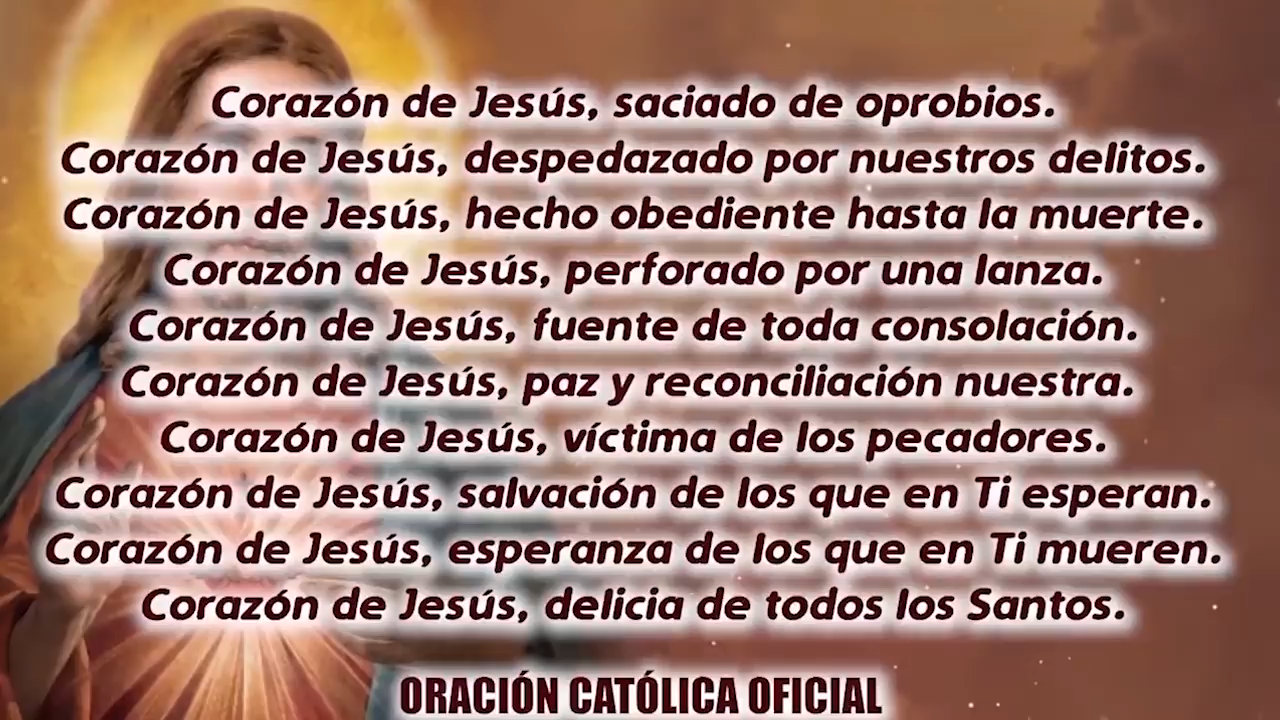 Corazón de Jesús, saciado de oprobios.
Corazón de Jesús, despedazado por nuestros delitos.
Corazón de Jesús, hecho obediente hasta la muerte.
Corazón de Jesús, perforado por una lanza.
Corazón de Jesús, fuente de toda consolación.
Corazón de Jesús, paz y reconciliación nuestra.
Corazón de Jesús, víctima de los pecadores.
Corazón de Jesús, salvación de los que en Ti esperan.
Corazón de Jesús, esperanza de los que en Ti mueren.
Corazón de Jesús, delicia de todos los Santos.
ORACIÓN CATÓLICA OFICIAL